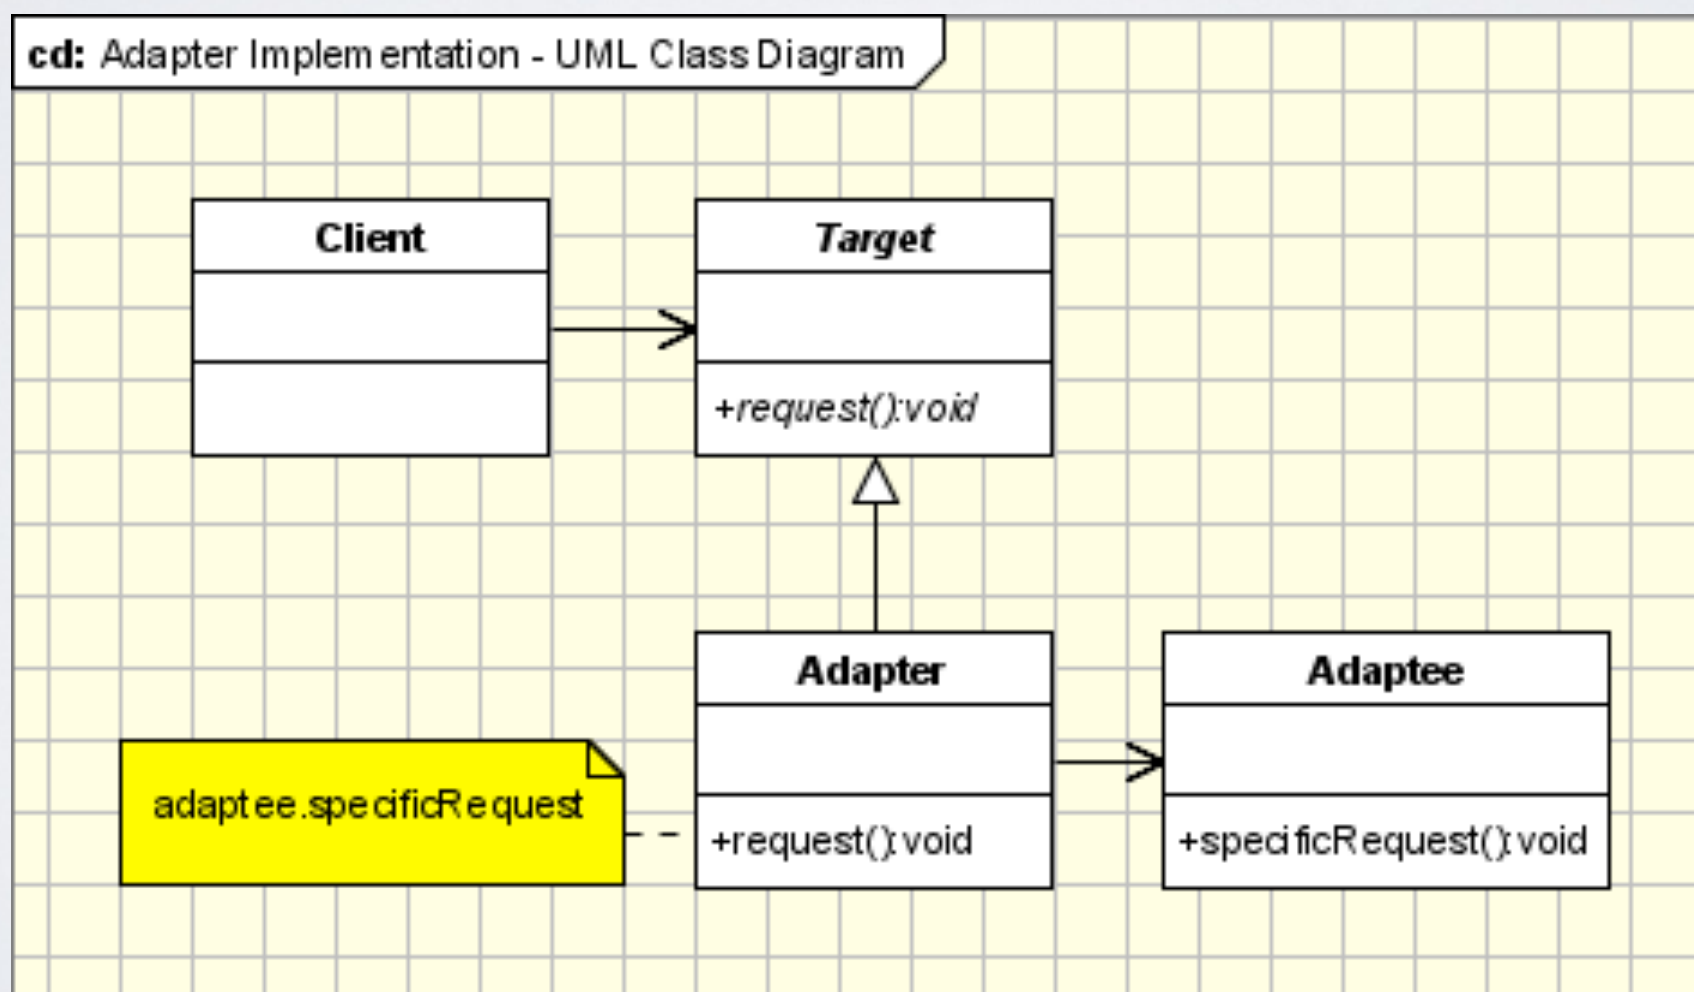 cd: Adapter Implementation - UML Class Diagram
Client
Target
+request():void
Adapter
Adaptee
adaptee.specificRequest
+request():void
+specificRequest():void